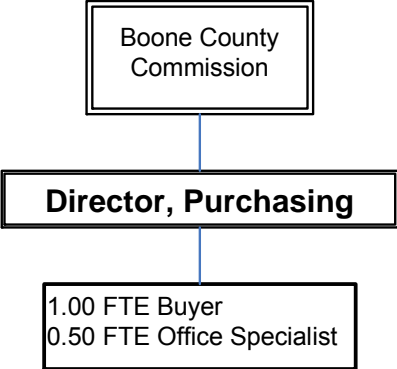 Boone County
Commission
Director, Purchasing
1.00 FTE Buyer
0.50 FTE Office Specialist